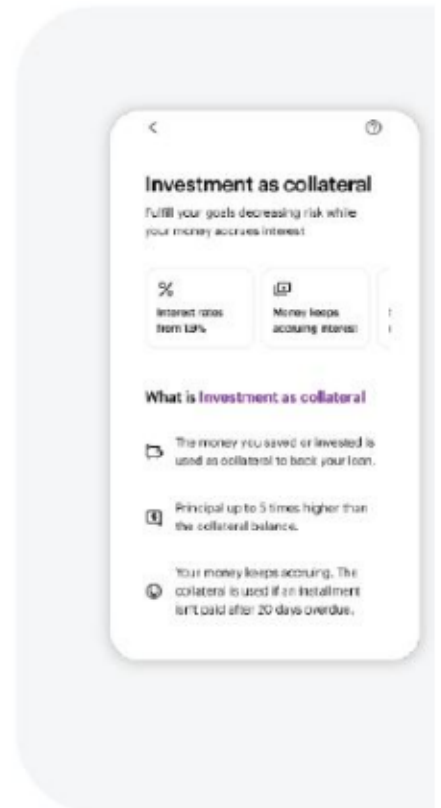 Investment as collateral
Fulfill your goals decreasing risk while
your money accrues interest
Interest rates
from 1.9%
Money keeps
accruing interest
What is Investment as collateral
The money you saved or invested is
used as collateral to back your loan.
Principal up to 5 times higher than
the collateral balance.
Your money keeps accruing. The
collateral is used if an installment
isn't paid after 20 days overdue.